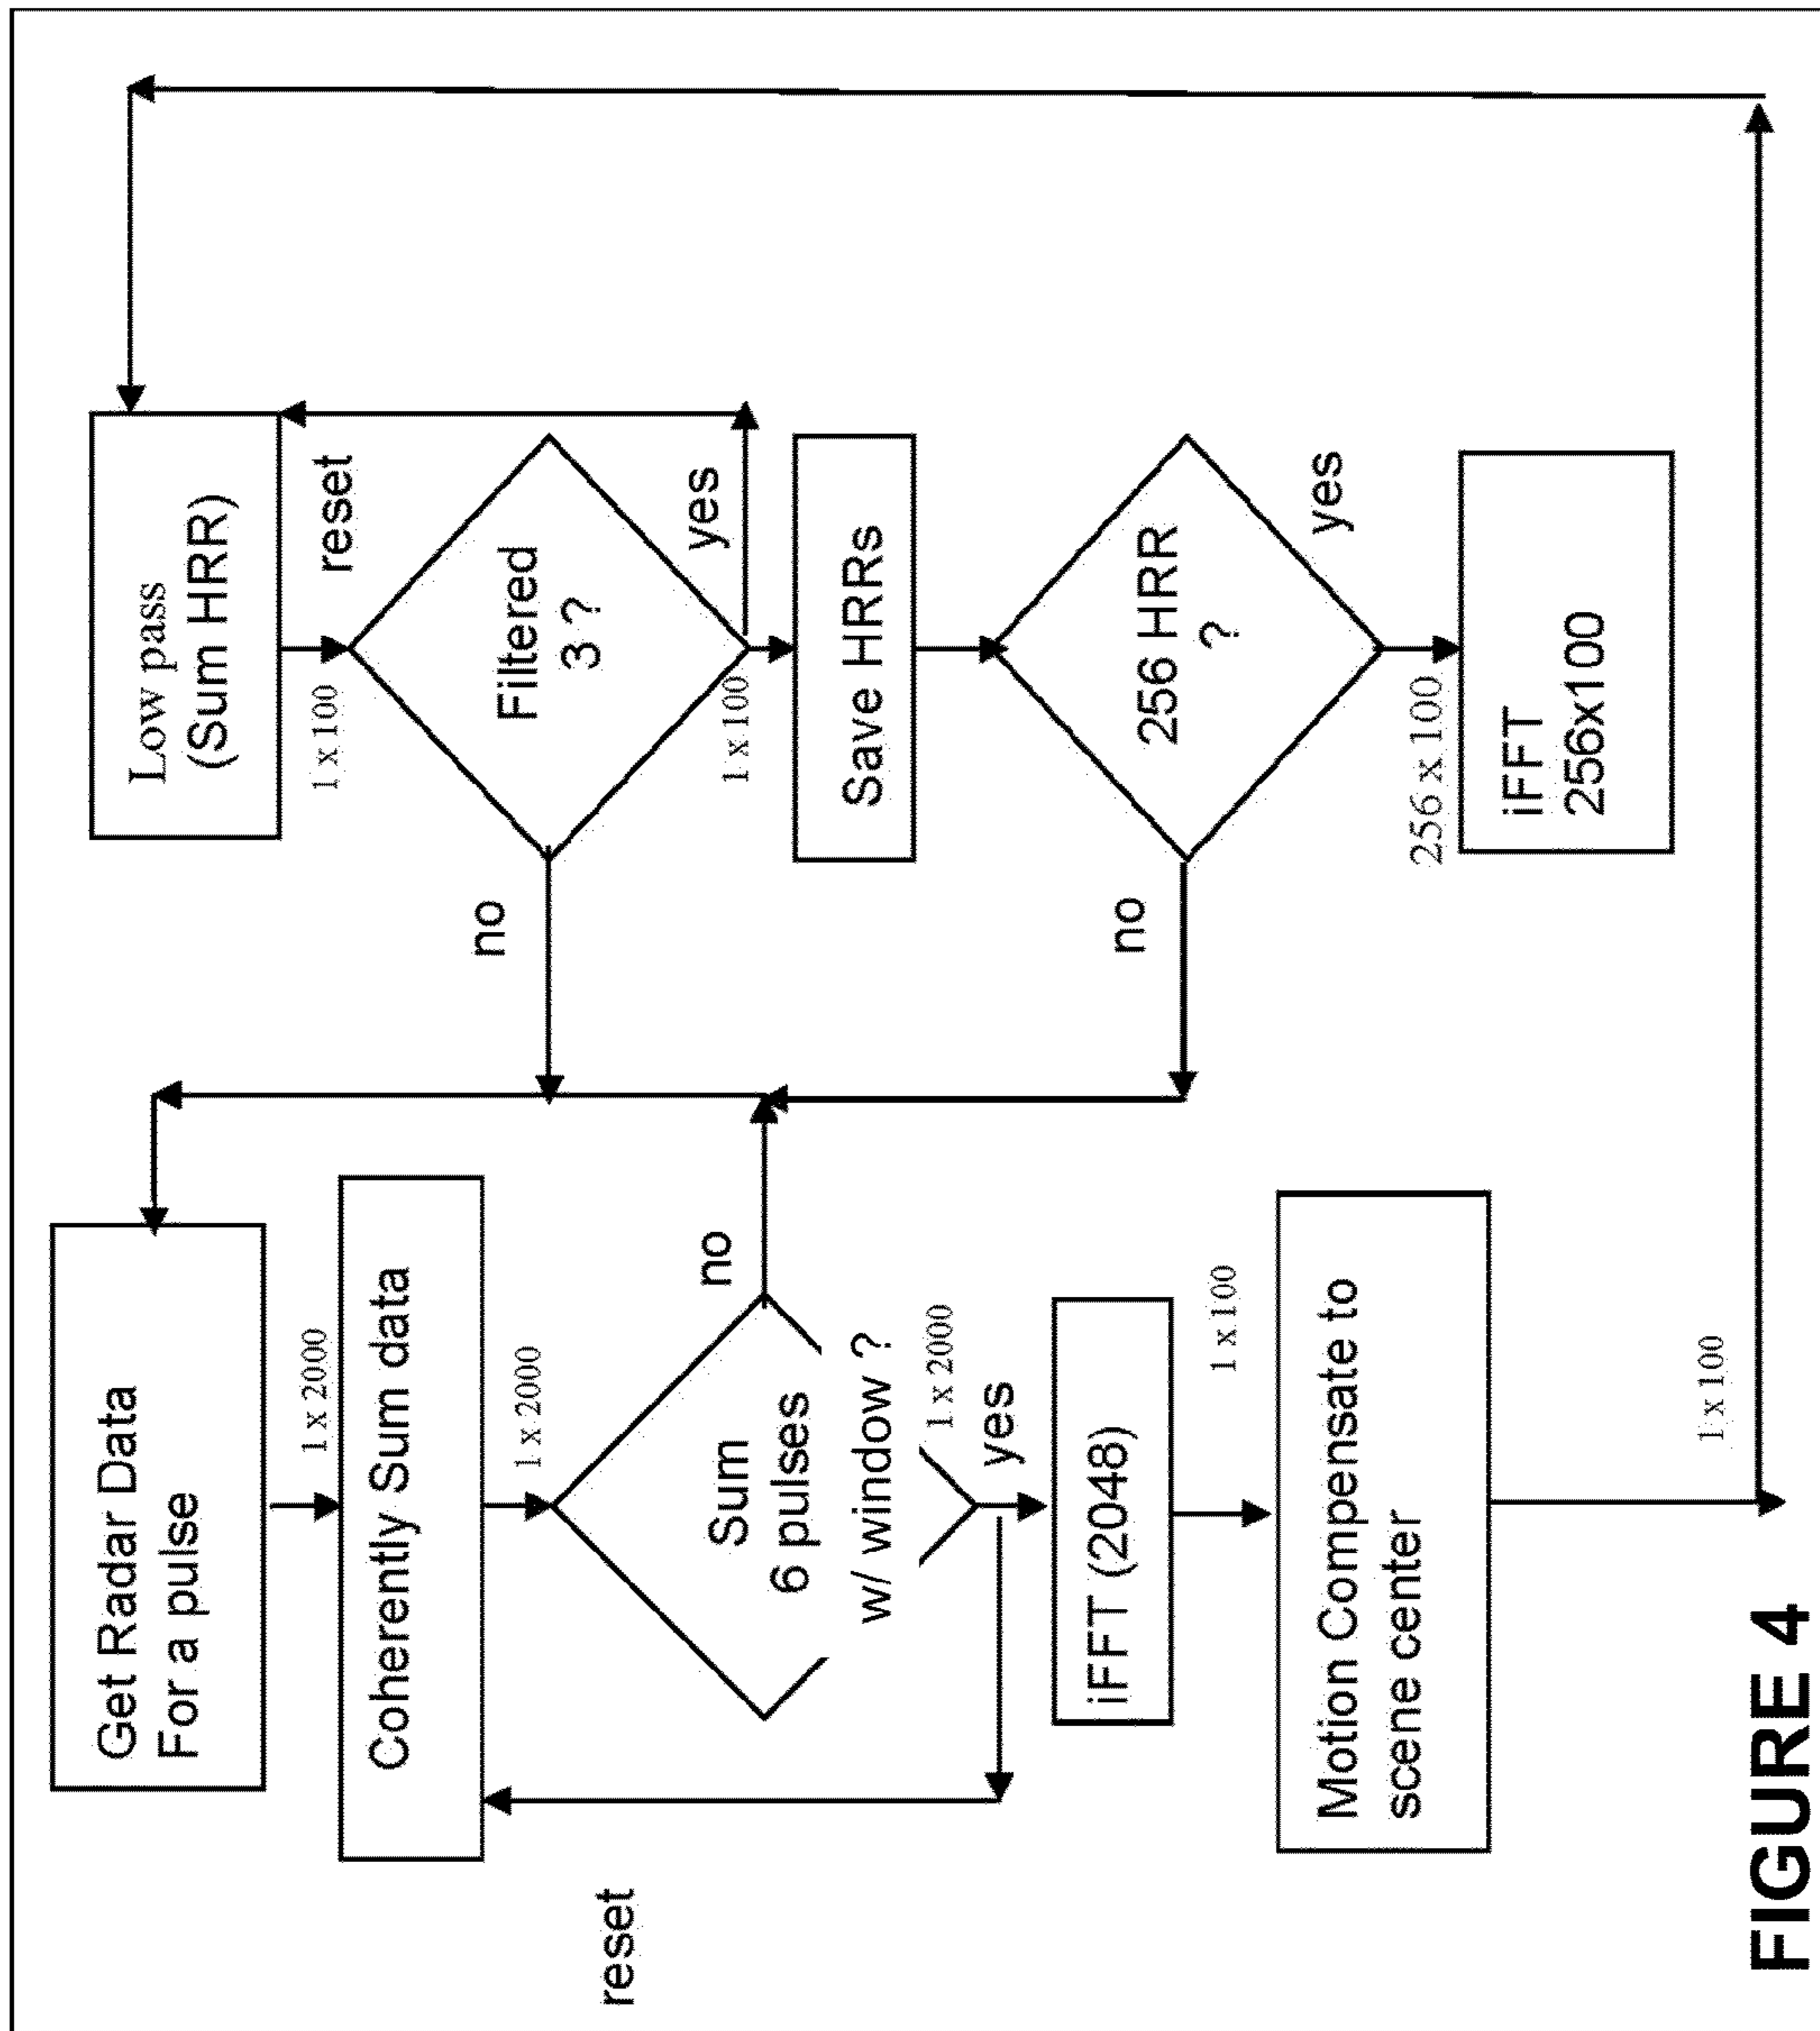 Get Radar Data
For a pulse
1 x 2000
Coherently Sum data
1 x 2000
Sum
6 pulses
w/ window ?
no
1 x 2000
yes
reset
iFFT (2048)
1 x 100
Motion Compensate to
scene center
1 x 100
Low pass
(Sum HRR)
1 x 100
reset
Filtered
3 ?
no
yes
1 x 100
Save HRRs
256 HRR
?
no
yes
256 x 100
iFFT
256x100
FIGURE 4